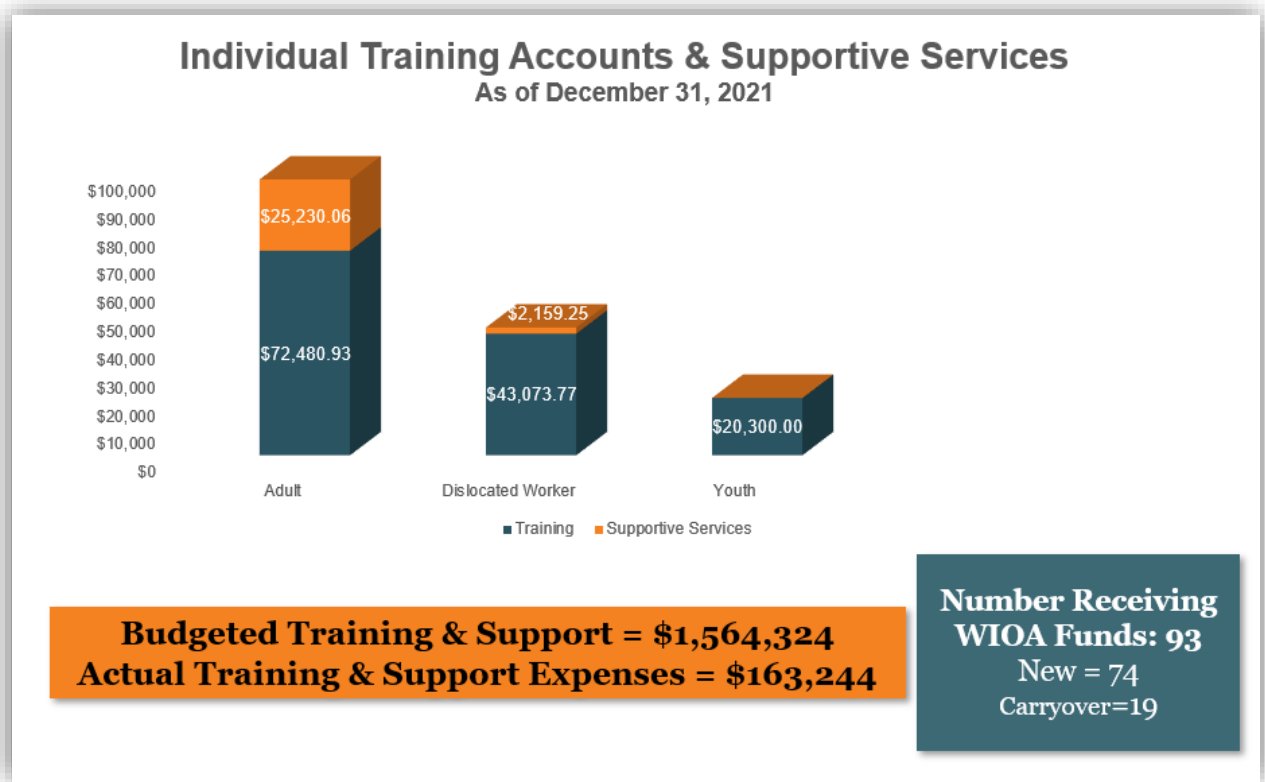 Individual Training Accounts & Supportive Services
As of December 31, 2021
$100,000
$90,000
$80,000
$70,000
$60,000
$50,000
$40,000
$30,000
$20,000
$10,000
$0
$25,230.06
$72,480.93
$2,159.25
$43,073.77
$20,300.00
Adult
Dislocated Worker
Youth
Training
Supportive Services
Budgeted Training & Support = $1,564,324
Actual Training & Support Expenses = $163,244
Number Receiving
WIOA Funds: 93
New = 74
Carryover=19